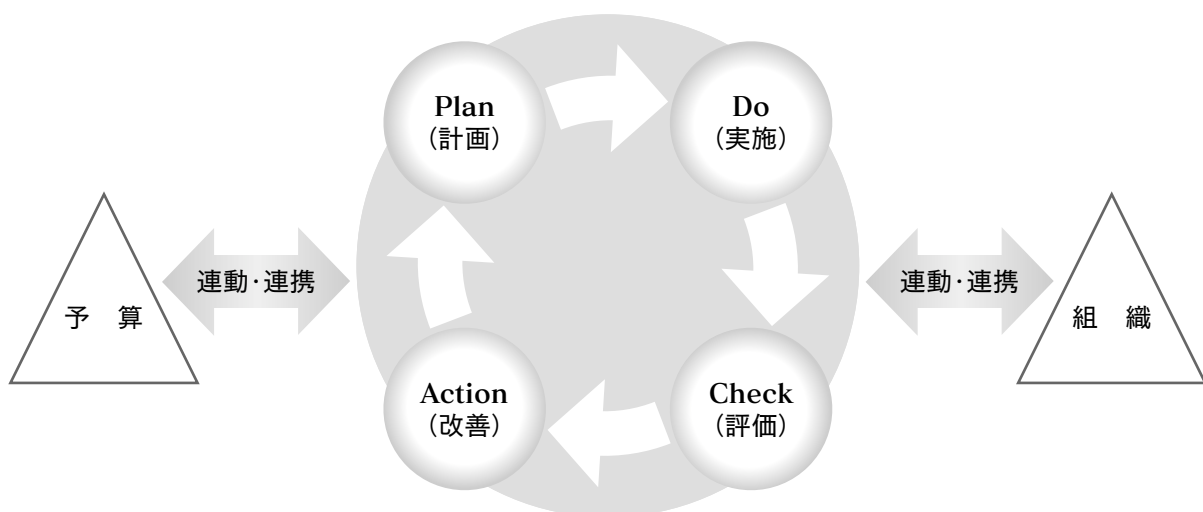 Plan
（計画）
Do
（実施）
予　算
連動・連携
連動・連携
組　織
Action
（改善）
Check
（評価）